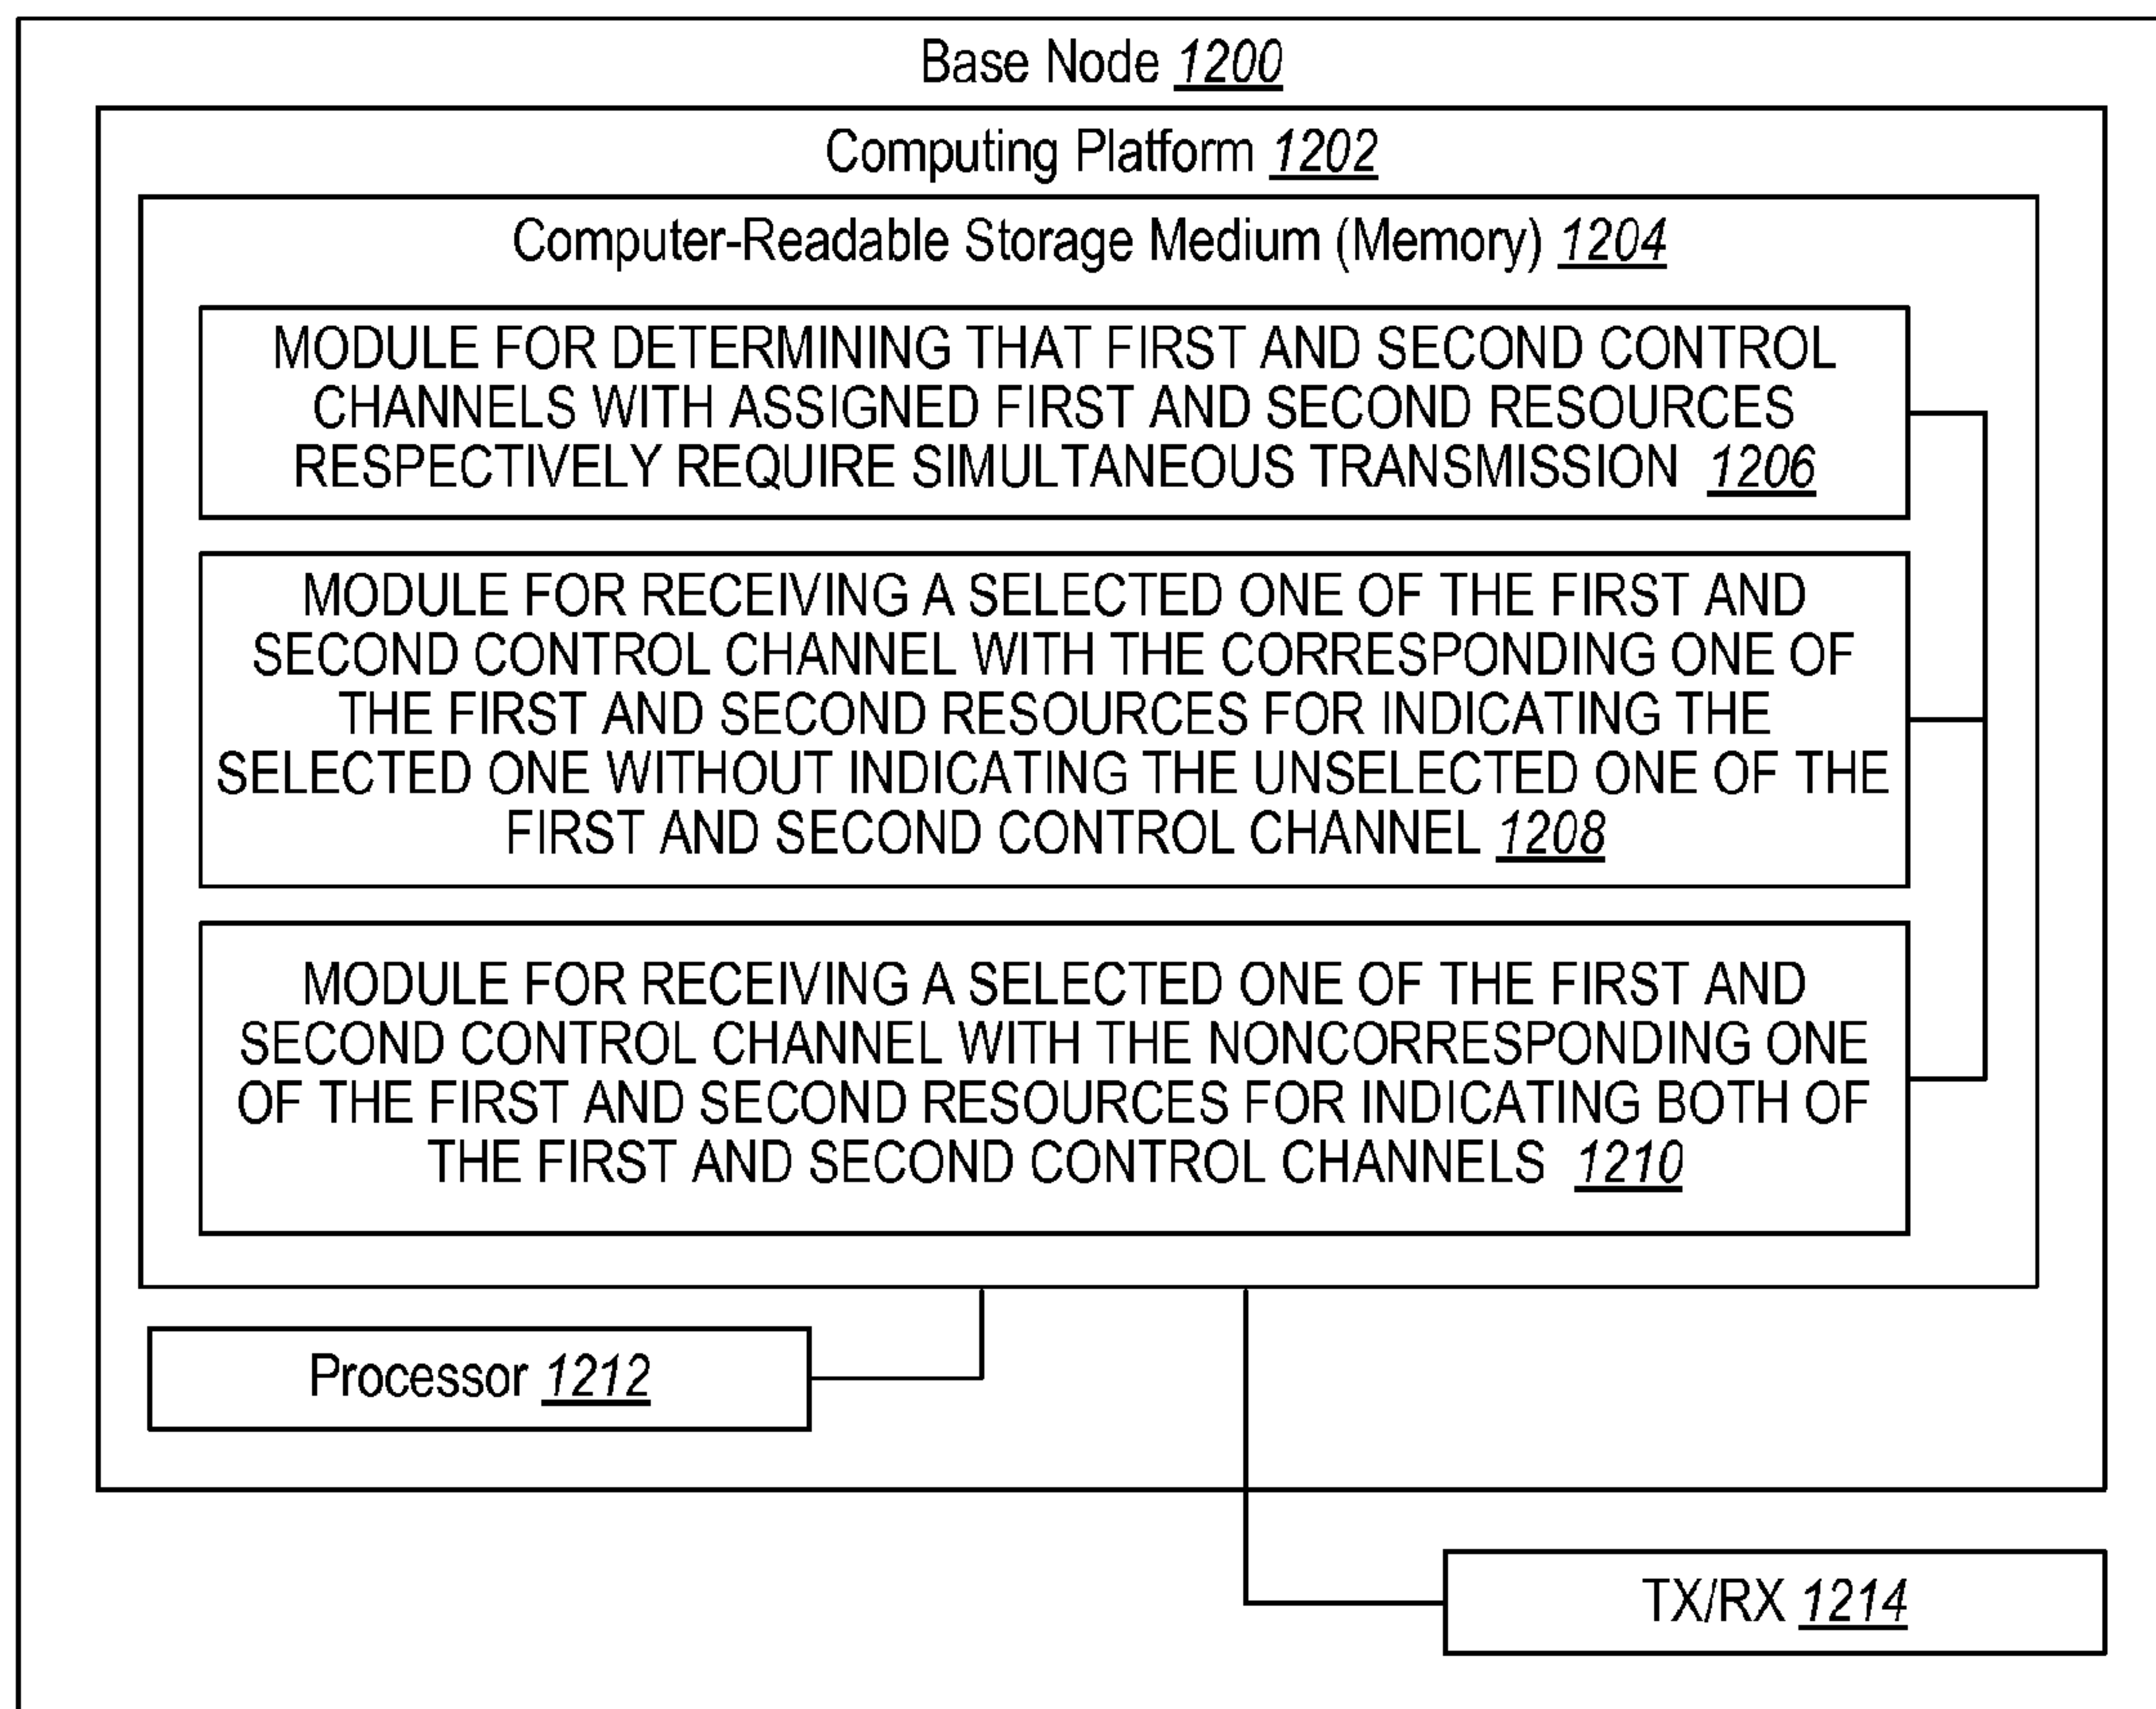 Base Node 1200
Computing Platform 1202
Computer-Readable Storage Medium (Memory) 1204
MODULE FOR DETERMINING THAT FIRST AND SECOND CONTROL
CHANNELS WITH ASSIGNED FIRST AND SECOND RESOURCES
RESPECTIVELY REQUIRE SIMULTANEOUS TRANSMISSION 1206
MODULE FOR RECEIVING A SELECTED ONE OF THE FIRST AND
SECOND CONTROL CHANNEL WITH THE CORRESPONDING ONE OF
THE FIRST AND SECOND RESOURCES FOR INDICATING THE
SELECTED ONE WITHOUT INDICATING THE UNSELECTED ONE OF THE
FIRST AND SECOND CONTROL CHANNEL 1208
MODULE FOR RECEIVING A SELECTED ONE OF THE FIRST AND
SECOND CONTROL CHANNEL WITH THE NONCORRESPONDING ONE
OF THE FIRST AND SECOND RESOURCES FOR INDICATING BOTH OF
THE FIRST AND SECOND CONTROL CHANNELS 1210
Processor 1212
TX/RX 1214